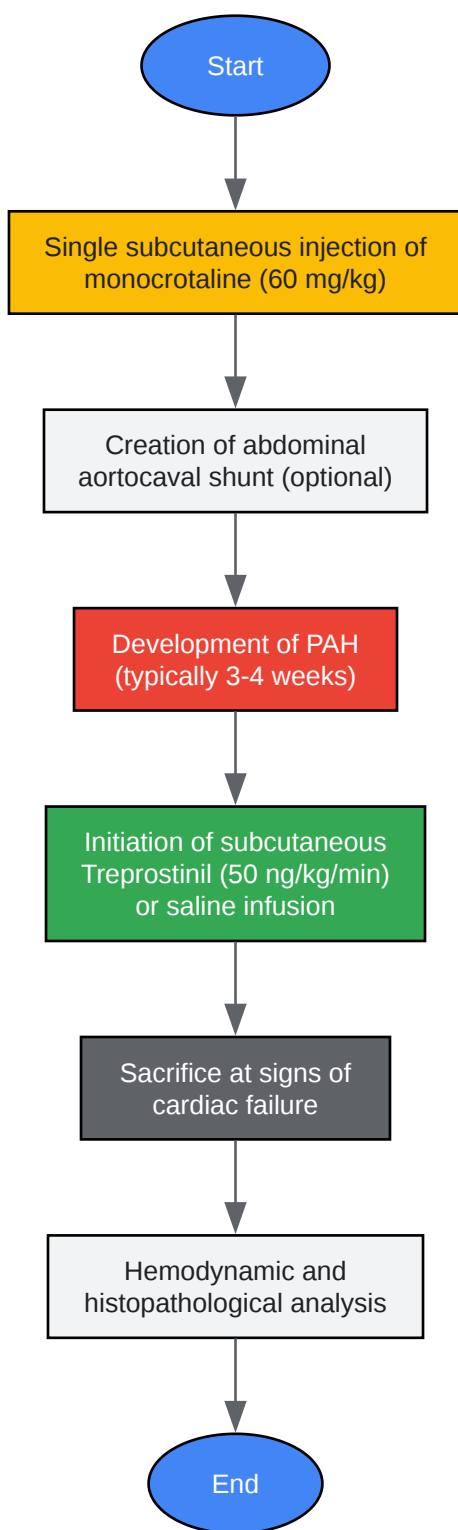 Start
Single subcutaneous injection of
monocrotaline (60 mg/kg)
Creation of abdominal
aortocaval shunt (optional)
Development of PAH
(typically 3-4 weeks)
Initiation of subcutaneous
Treprostinil (50 ng/kg/min)
or saline infusion
Sacrifice at signs of
cardiac failure
Hemodynamic and
histopathological analysis
End